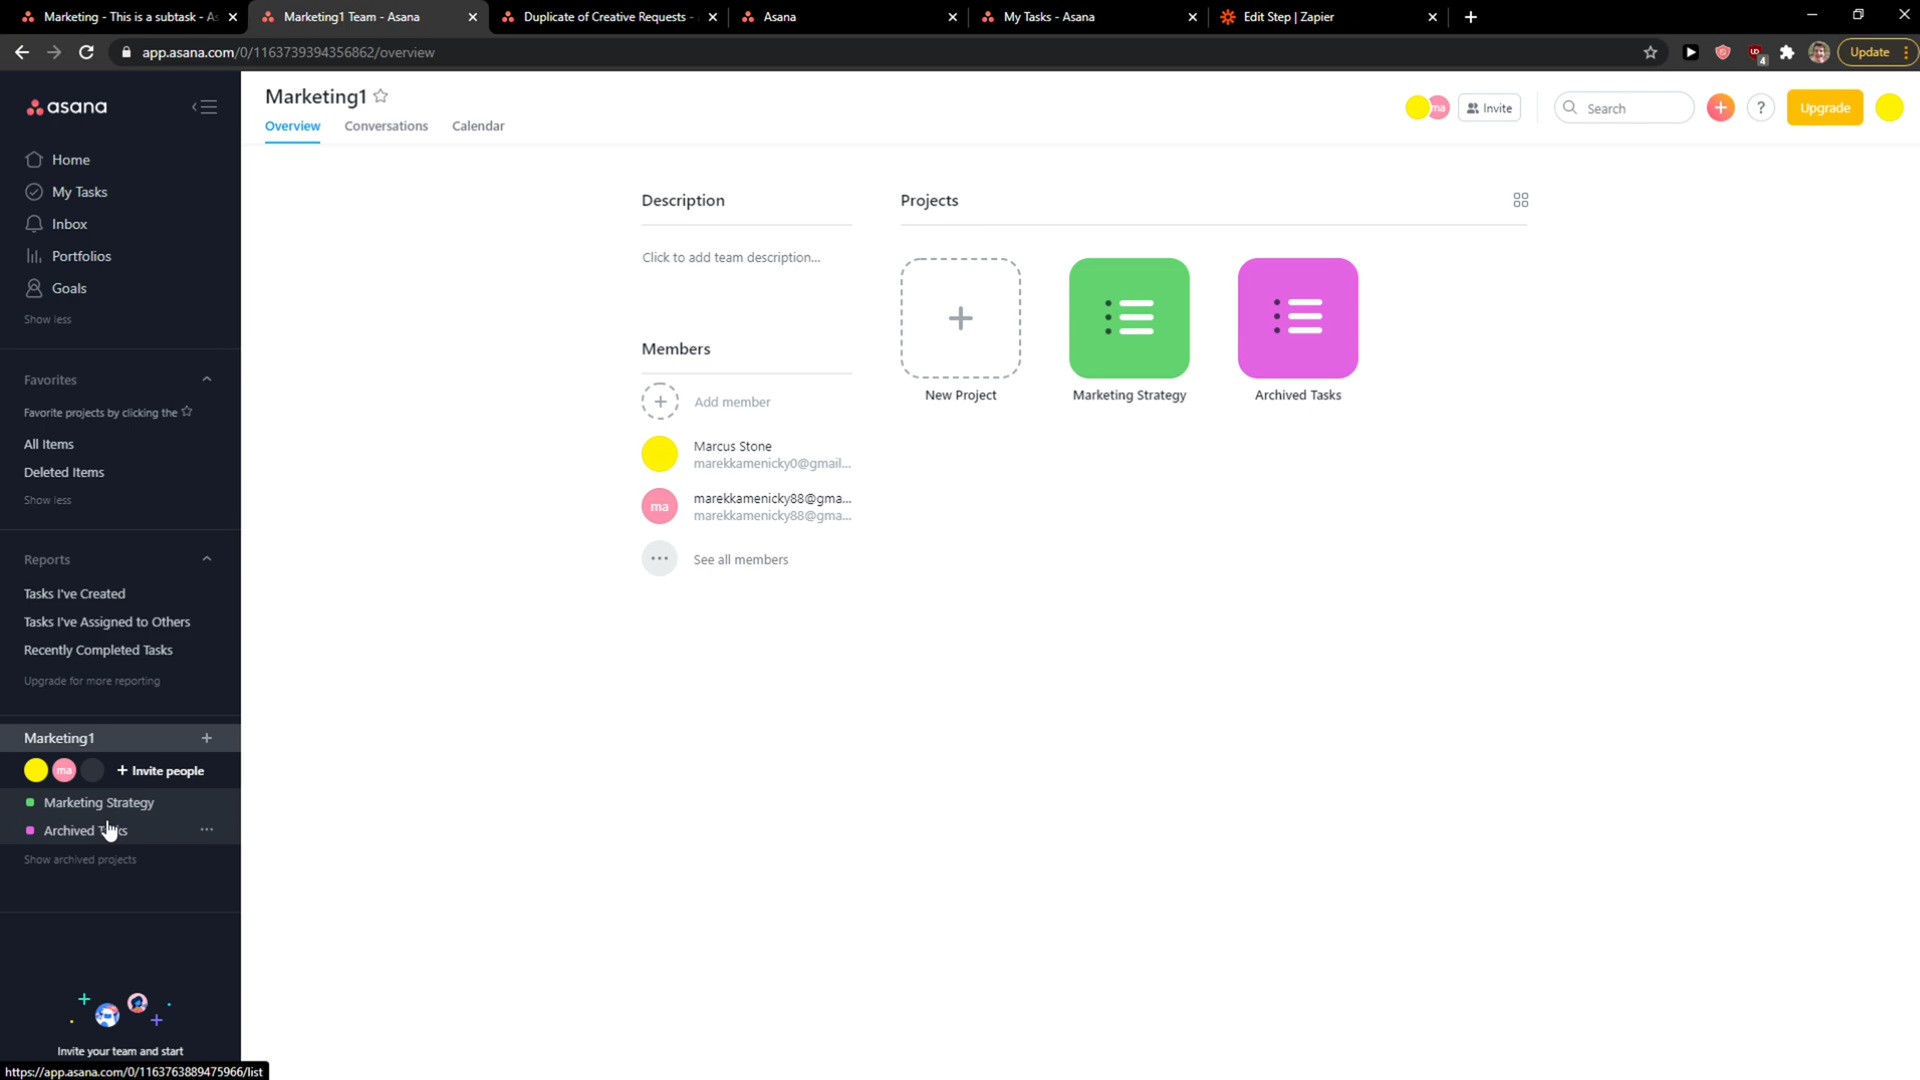 Marketing - This is a subtask - As
Marketing1 Team - Asana
Duplicate of Creative Requests -
Asana
My Tasks - Asana
Edit Step | Zapier
app.asana.com/0/1163739394356862/overview
4
Update
asana
Marketing1
Overview
Conversations
Calendar
ma
Invite
Search
?
Upgrade
Home
My Tasks
Inbox
Portfolios
Goals
Show less
Favorites
Favorite projects by clicking the
All Items
Deleted Items
Show less
Reports
Tasks I've Created
Tasks I've Assigned to Others
Recently Completed Tasks
Upgrade for more reporting
Marketing1
ma
+ Invite people
Marketing Strategy
Archived Tasks
Show archived projects
Invite your team and start
https://app.asana.com/0/1163763889475966/list
Description
Click to add team description...
Members
Add member
Marcus Stone
marekkamenicky0@gmail...
ma
marekkamenicky88@gma...
marekkamenicky88@gma...
See all members
Projects
New Project
Marketing Strategy
Archived Tasks